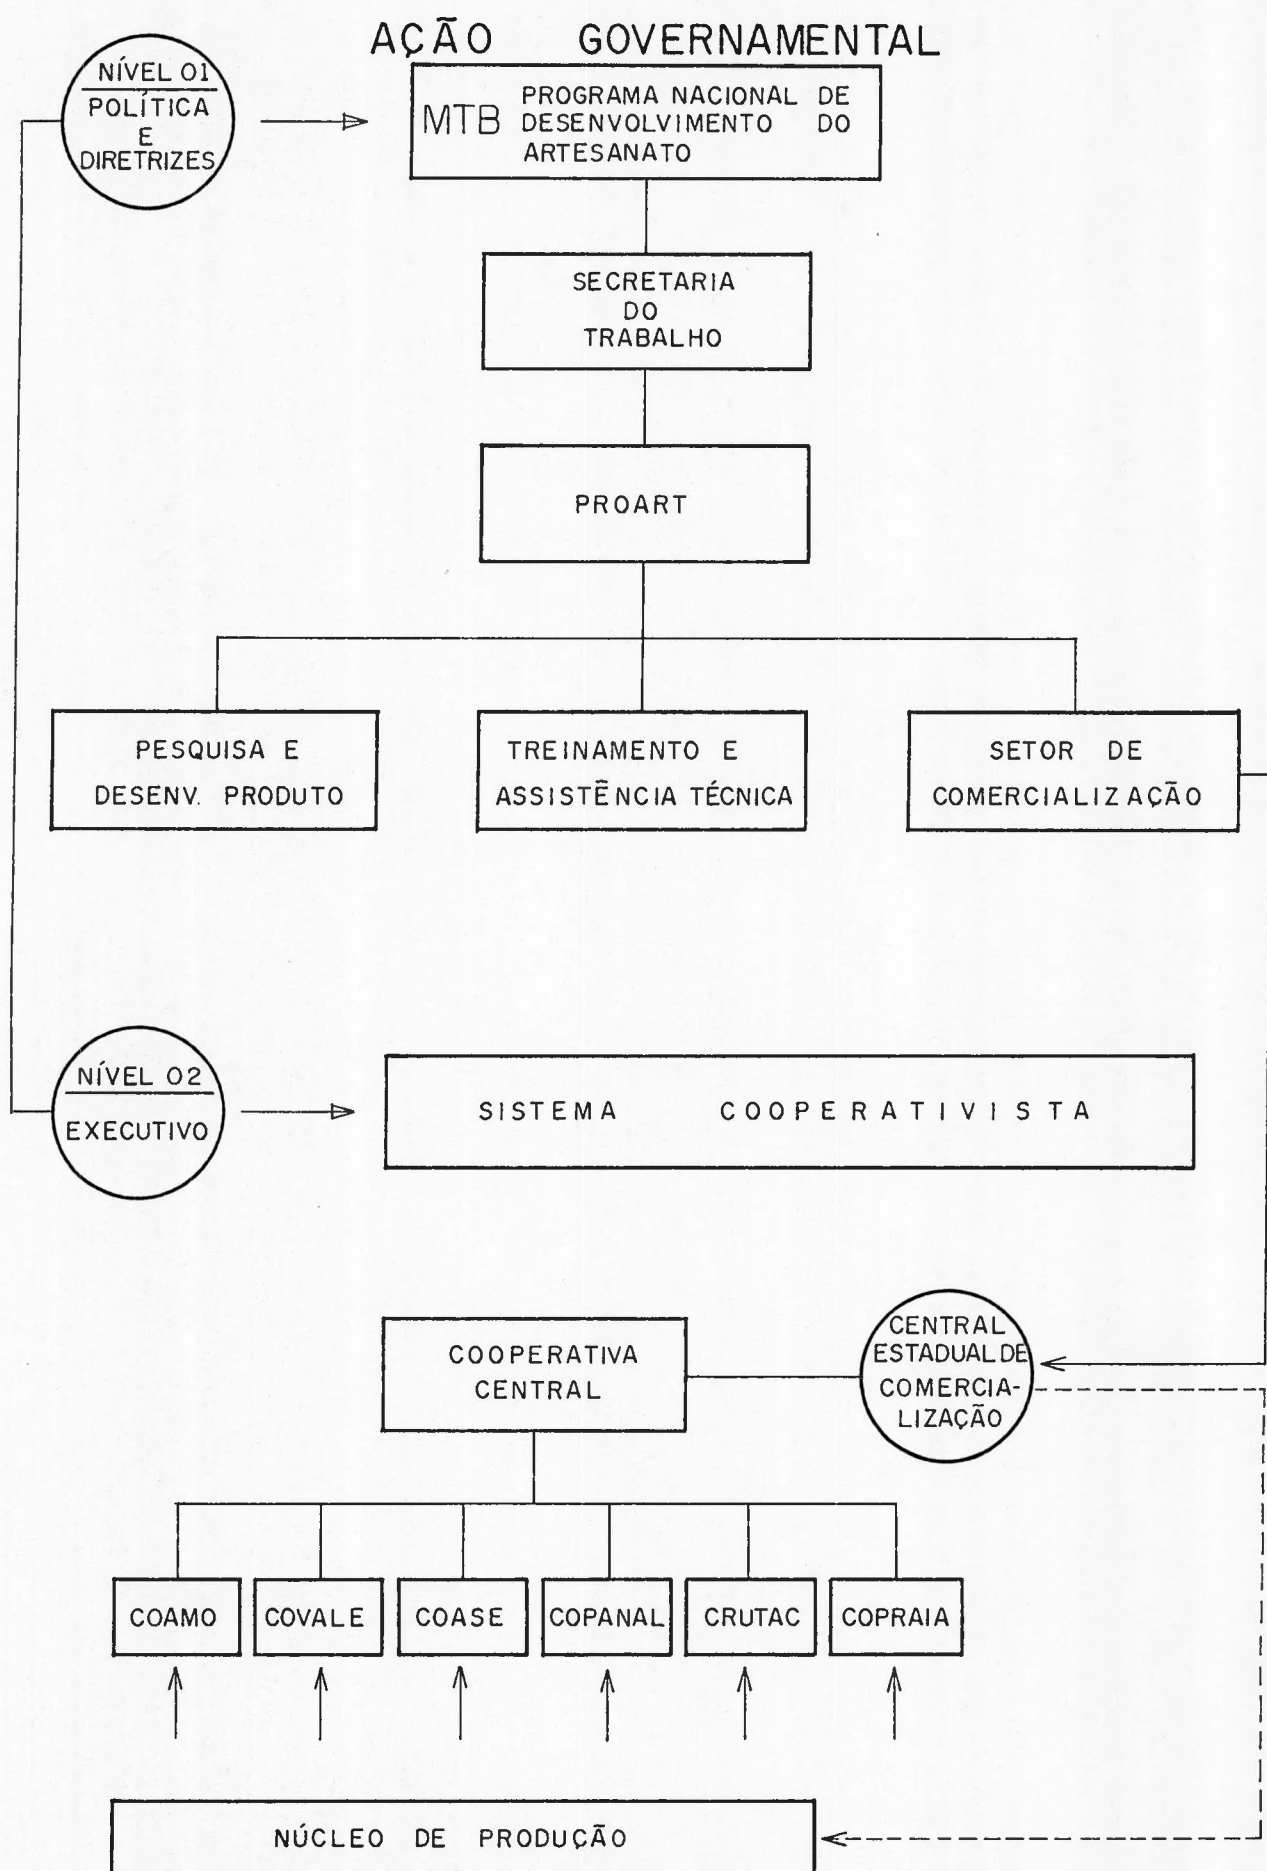 AÇÃO GOVERNAMENTAL
NÍVEL 01
POLÍTICA
E
DIRETRIZES
MTB
PROGRAMA NACIONAL DE
DESENVOLVIMENTO DO
ARTESANATO
SECRETARIA
DO
TRABALHO
PROART
PESQUISA E
DESENV. PRODUTO
TREINAMENTO E
ASSISTÊNCIA TÉCNICA
SETOR DE
COMERCIALIZAÇÃO
NÍVEL 02
EXECUTIVO
SISTEMA COOPERATIVISTA
COOPERATIVA
CENTRAL
CENTRAL
ESTADUAL DE
COMERCIA-
LIZAÇÃO
COAMO
COVALE
COASE
COPANAL
CRUTAC
COPRAIA
NÚCLEO DE PRODUÇÃO